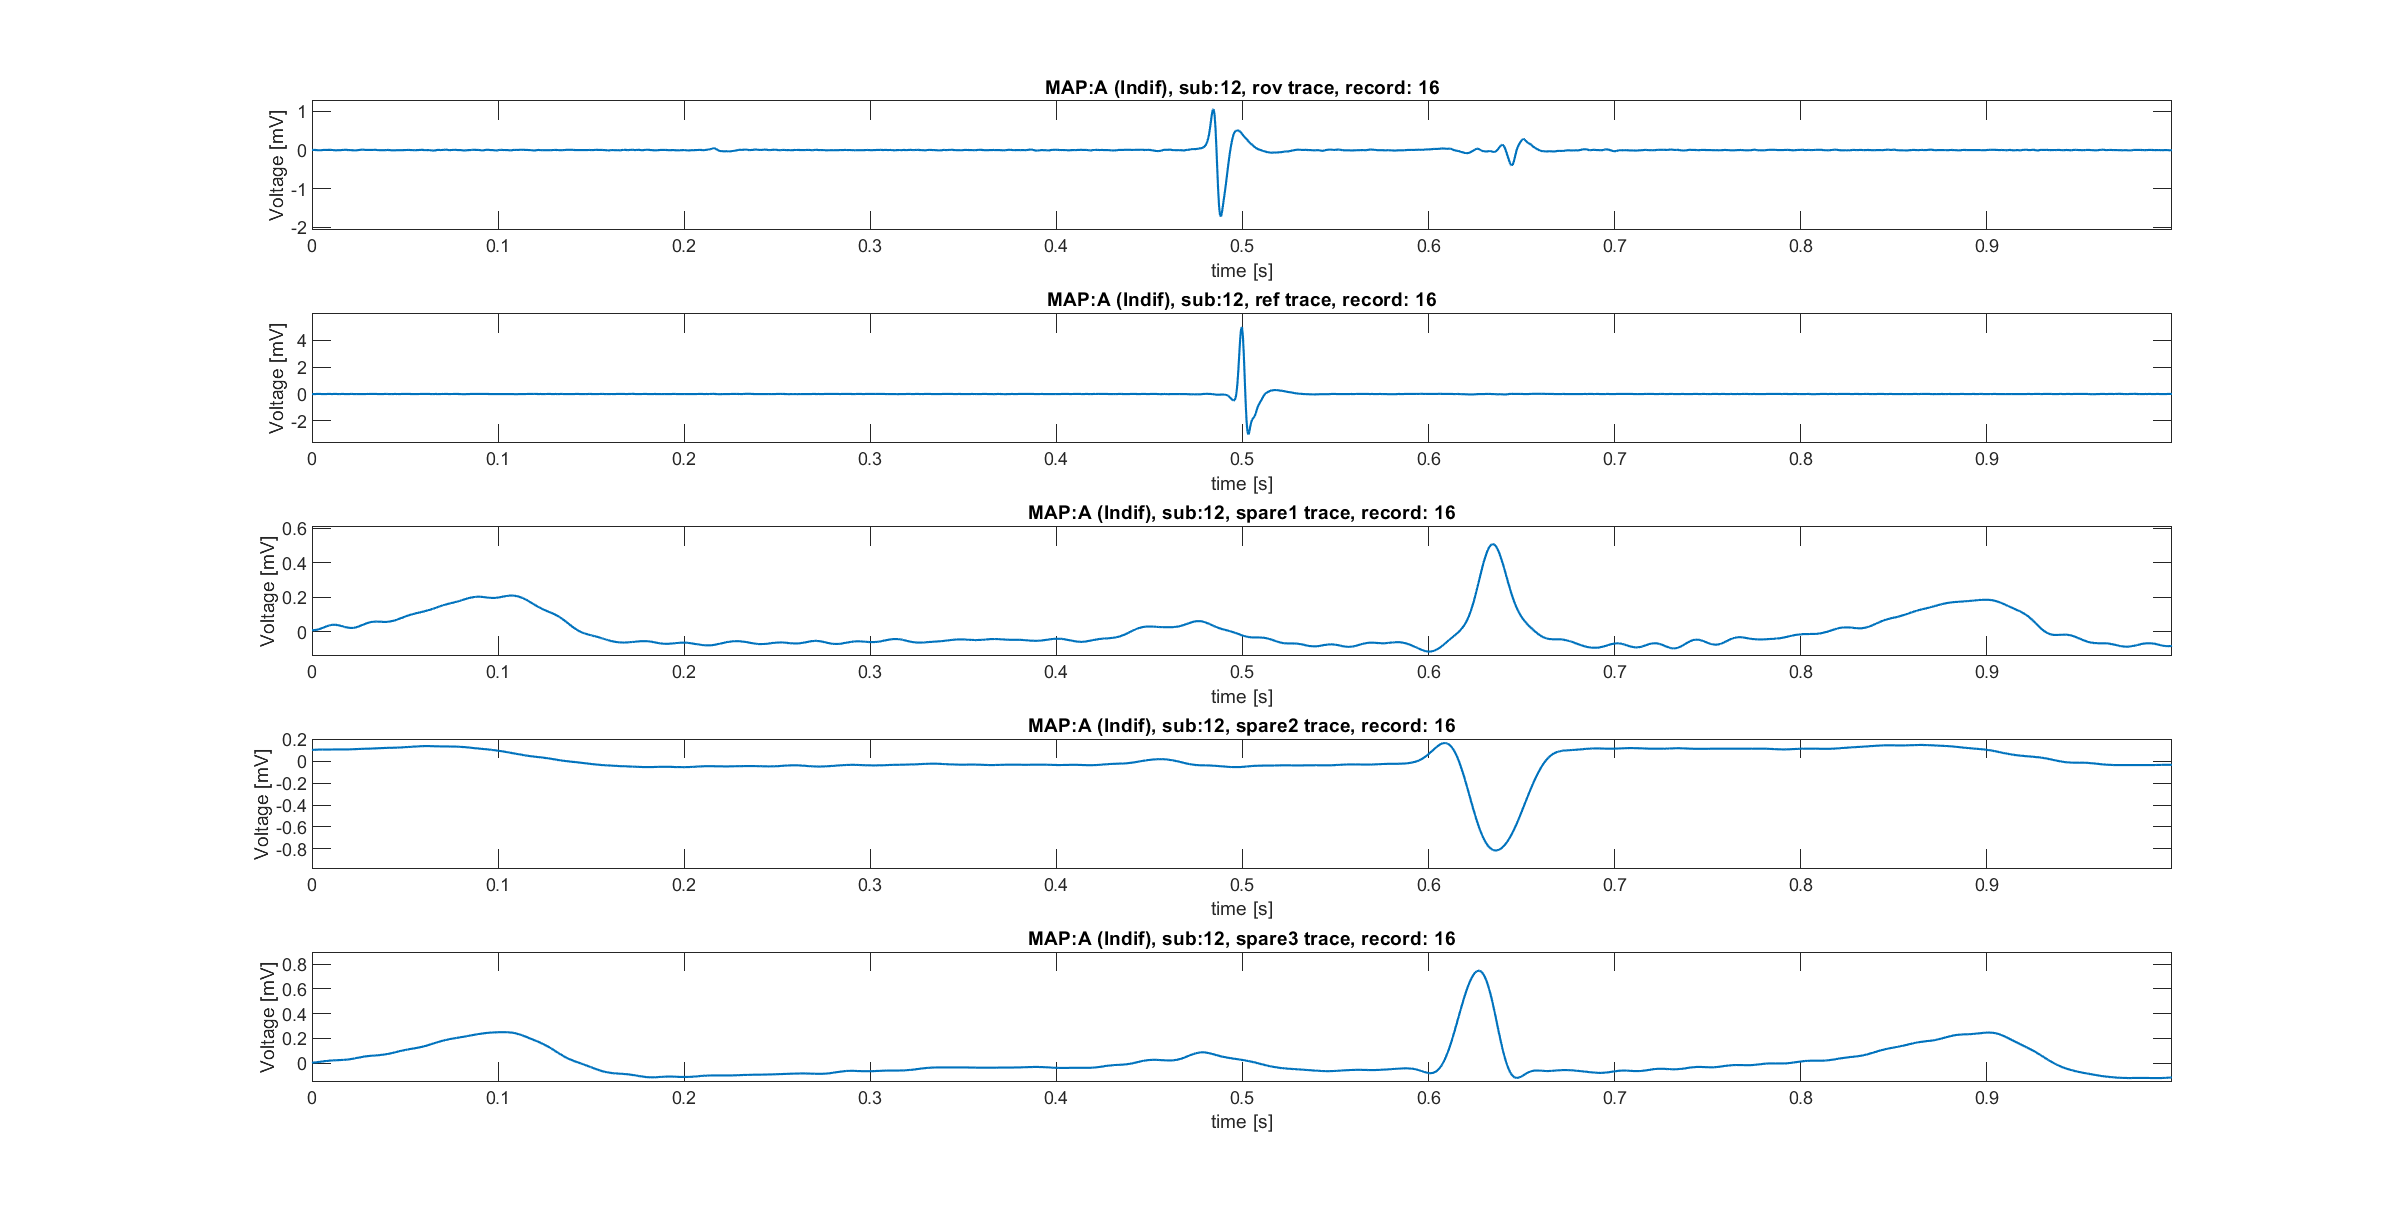 MAP:A (Indif), sub:12, rov trace, record: 16
Voltage [mV]
1
0
-1
-2
0 0.1 0.2 0.3 0.4 0.5 0.6 0.7 0.8 0.9
time [s]
MAP:A (Indif), sub:12, ref trace, record: 16
Voltage [mV]
4
2
0
-2
0 0.1 0.2 0.3 0.4 0.5 0.6 0.7 0.8 0.9
time [s]
MAP:A (Indif), sub:12, spare1 trace, record: 16
Voltage [mV]
0.6
0.4
0.2
0
0 0.1 0.2 0.3 0.4 0.5 0.6 0.7 0.8 0.9
time [s]
MAP:A (Indif), sub:12, spare2 trace, record: 16
Voltage [mV]
0.2
0
-0.2
-0.4
-0.6
-0.8
0 0.1 0.2 0.3 0.4 0.5 0.6 0.7 0.8 0.9
time [s]
MAP:A (Indif), sub:12, spare3 trace, record: 16
Voltage [mV]
0.8
0.6
0.4
0.2
0
0 0.1 0.2 0.3 0.4 0.5 0.6 0.7 0.8 0.9
time [s]